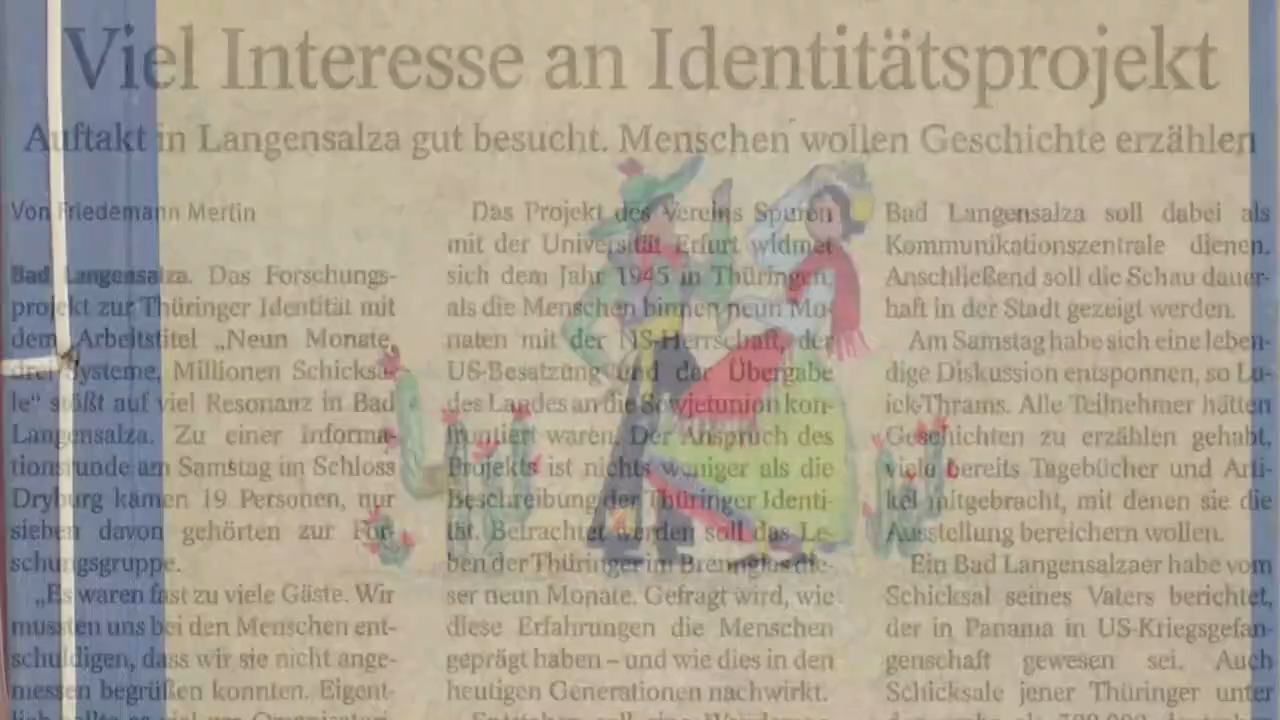 Viel Interesse an Identitätsprojekt
Auftakt in Langensalza gut besucht. Menschen wollen Geschichte erzählen
Von Friedemann Mertin
Bad Langensalza. Das Forschungs-
projekt zur Thüringer Identität mit
dem Arbeitstitel „Neun Monate,
drei Systeme, Millionen Schicksa-
le“ stößt auf viel Resonanz in Bad
Langensalza. Zu einer Informa-
tionsrunde am Samstag im Schloss
Dryburg kamen 19 Personen, nur
sieben davon gehörten zur For-
schungsgruppe.
„Es waren fast zu viele Gäste. Wir
mussten uns bei den Menschen ent-
schuldigen, dass wir sie nicht ange-
messen begrüßen konnten. Eigent-
Das Projekt des Vereins Spuren
mit der Universität Erfurt widmet
sich dem Jahr 1945 in Thüringen,
als die Menschen binnen neun Mo-
naten mit der NS-Herrschaft, der
US-Besatzung und der Übergabe
des Landes an die Sowjetunion kon-
frontiert waren. Der Anspruch des
Projekts ist nichts weniger als die
Beschreibung der Thüringer Identi-
tät. Betrachtet werden soll das Le-
ben der Thüringer im Brennglas die-
ser neun Monate. Gefragt wird, wie
diese Erfahrungen die Menschen
geprägt haben – und wie dies in den
heutigen Generationen nachwirkt.
Bad Langensalza soll dabei als
Kommunikationszentrale dienen.
Anschließend soll die Schau dauer-
haft in der Stadt gezeigt werden.
Am Samstag habe sich eine leben-
dige Diskussion entsponnen, so Lu-
ick-Thrams. Alle Teilnehmer hätten
Geschichten zu erzählen gehabt,
viele bereits Tagebücher und Arti-
kel mitgebracht, mit denen sie die
Ausstellung bereichern wollen.
Ein Bad Langensalzaer habe vom
Schicksal seines Vaters berichtet,
der in Panama in US-Kriegsgefan-
genschaft gewesen sei. Auch
Schicksale jener Thüringer unter